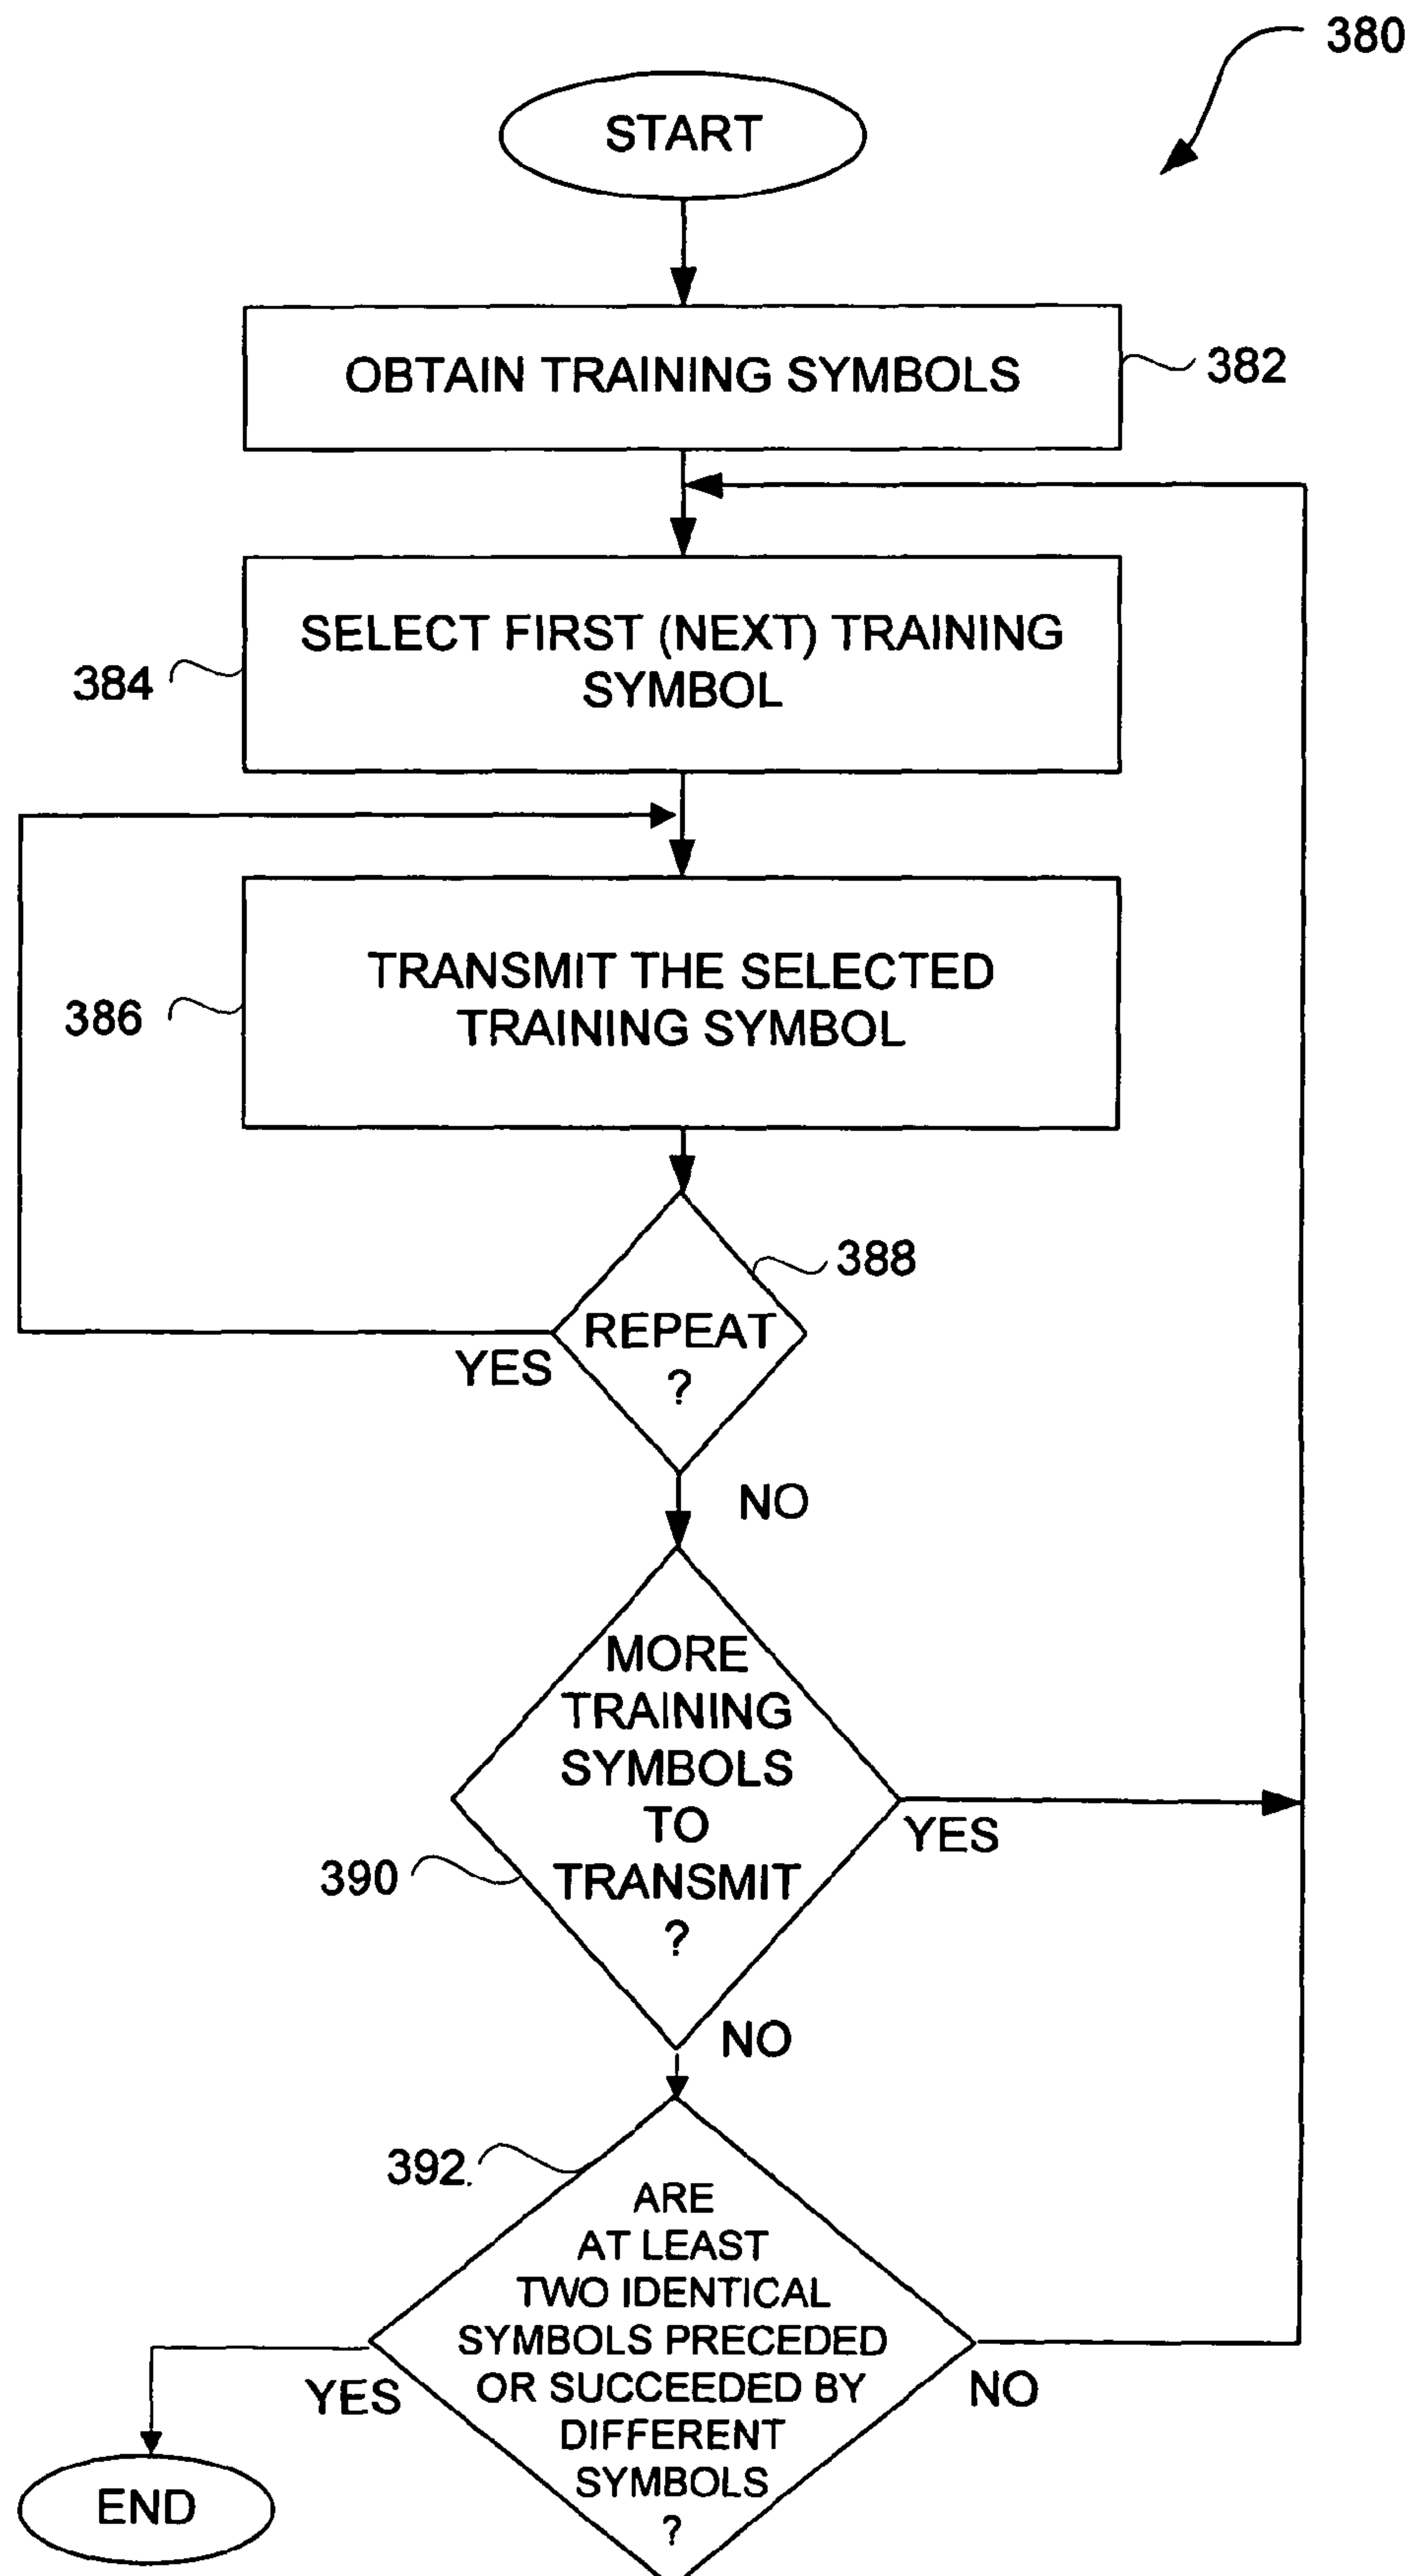 380
START
OBTAIN TRAINING SYMBOLS
382
SELECT FIRST (NEXT) TRAINING
SYMBOL
384
TRANSMIT THE SELECTED
TRAINING SYMBOL
386
388
REPEAT
?
YES
NO
MORE
TRAINING
SYMBOLS
TO
TRANSMIT
?
YES
390
NO
392
ARE
AT LEAST
TWO IDENTICAL
SYMBOLS PRECEDED
OR SUCCEEDED BY
DIFFERENT
SYMBOLS
?
YES
NO
END